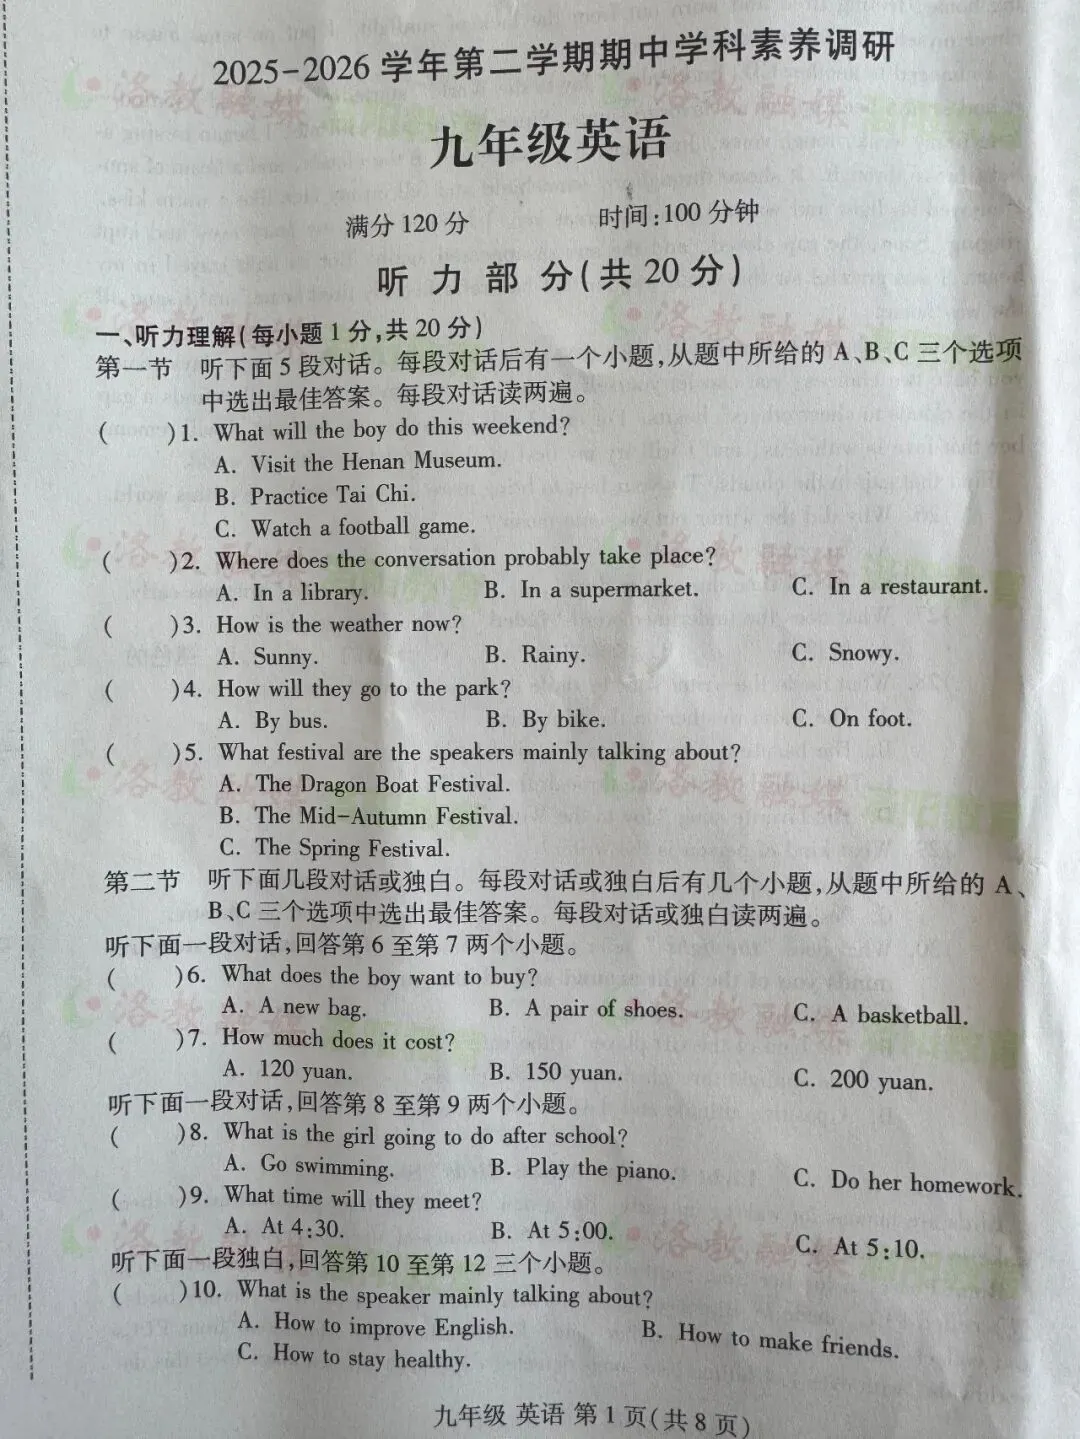 2025-2026 学年第二学期期中学科素养调研
九年级英语
满分 120 分 时间:100 分钟
听 力 部 分(共 20 分)
一、听力理解(每小题 1 分,共 20 分)
第一节 听下面 5 段对话。每段对话后有一个小题,从题中所给的 A、B、C 三个选项
中选出最佳答案。每段对话读两遍。
( )1. What will the boy do this weekend?
A. Visit the Henan Museum.
B. Practice Tai Chi.
C. Watch a football game.
( )2. Where does the conversation probably take place?
A. In a library. B. In a supermarket. C. In a restaurant.
( )3. How is the weather now?
A. Sunny. B. Rainy. C. Snowy.
( )4. How will they go to the park?
A. By bus. B. By bike. C. On foot.
( )5. What festival are the speakers mainly talking about?
A. The Dragon Boat Festival.
B. The Mid-Autumn Festival.
C. The Spring Festival.
第二节 听下面几段对话或独白。每段对话或独白后有几个小题,从题中所给的 A、
B、C 三个选项中选出最佳答案。每段对话或独白读两遍。
听下面一段对话,回答第 6 至第 7 两个小题。
( )6. What does the boy want to buy?
A. A new bag. B. A pair of shoes. C. A basketball.
( )7. How much does it cost?
A. 120 yuan. B. 150 yuan. C. 200 yuan.
听下面一段对话,回答第 8 至第 9 两个小题。
( )8. What is the girl going to do after school?
A. Go swimming. B. Play the piano. C. Do her homework.
( )9. What time will they meet?
A. At 4:30. B. At 5:00. C. At 5:10.
听下面一段独白,回答第 10 至第 12 三个小题。
( )10. What is the speaker mainly talking about?
A. How to improve English. B. How to make friends.
C. How to stay healthy.
九年级 英语 第 1 页(共 8 页)
洛教融媒